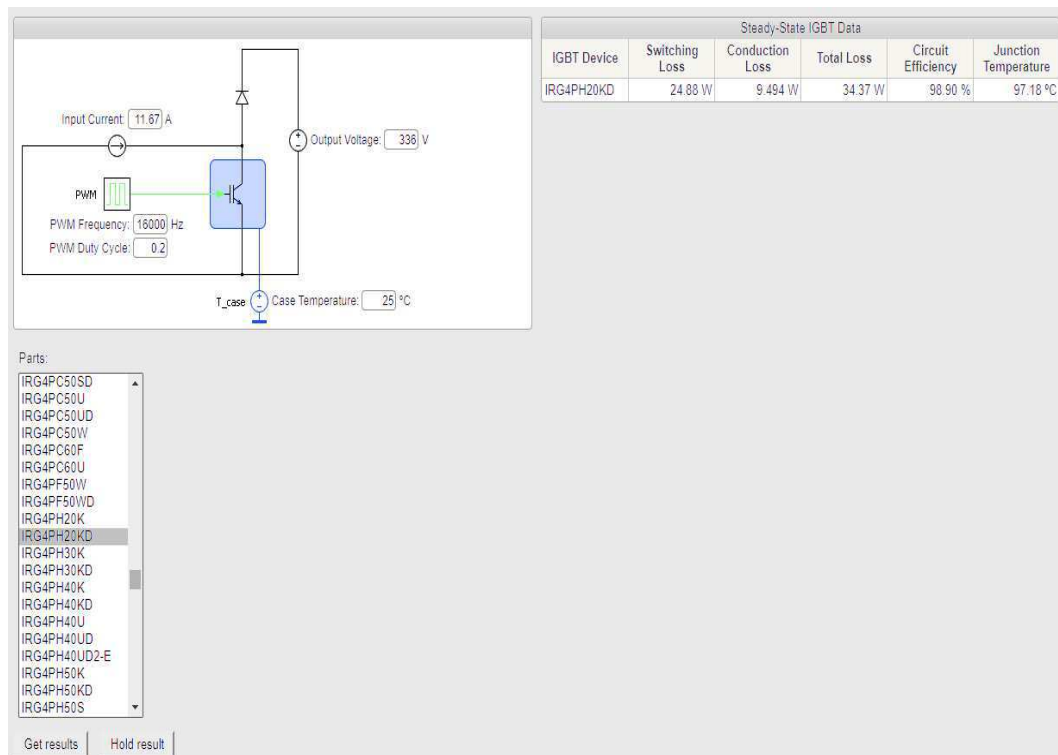 Input Current: 11.67 A
Output Voltage: 336 V
PWM
PWM Frequency: 16000 Hz
PWM Duty Cycle: 0.2
T_case
Case Temperature: 25 ºC
Steady-State IGBT Data
IGBT Device Switching Loss Conduction Loss Total Loss Circuit Efficiency Junction Temperature
IRG4PH20KD 24.88 W 9.494 W 34.37 W 98.90 % 97.18 ºC
Parts:
IRG4PC50SD
IRG4PC50U
IRG4PC50UD
IRG4PC50W
IRG4PC60F
IRG4PC60U
IRG4PF50W
IRG4PF50WD
IRG4PH20K
IRG4PH20KD
IRG4PH30K
IRG4PH30KD
IRG4PH40K
IRG4PH40KD
IRG4PH40U
IRG4PH40UD
IRG4PH40UD2-E
IRG4PH50K
IRG4PH50KD
IRG4PH50S
Get results Hold result